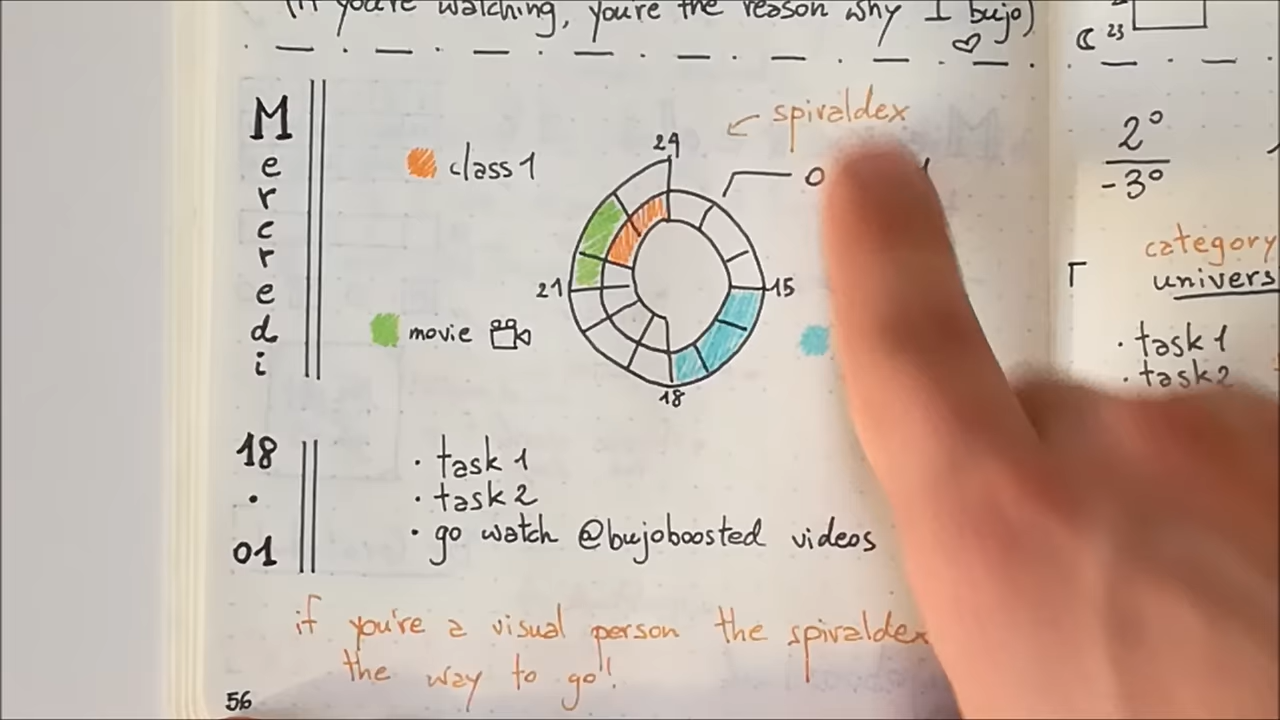 (if you're watching, you're the reason why I bujo)
23
Mercredi
spiraldex
24
class 1
21
15
movie
18
18
.
01
· task 1
· task 2
· go watch @bujoboosted videos
if you're a visual person the spiraldex
the way to go!
56
2°
-3°
category
univers
· task 1
· task 2